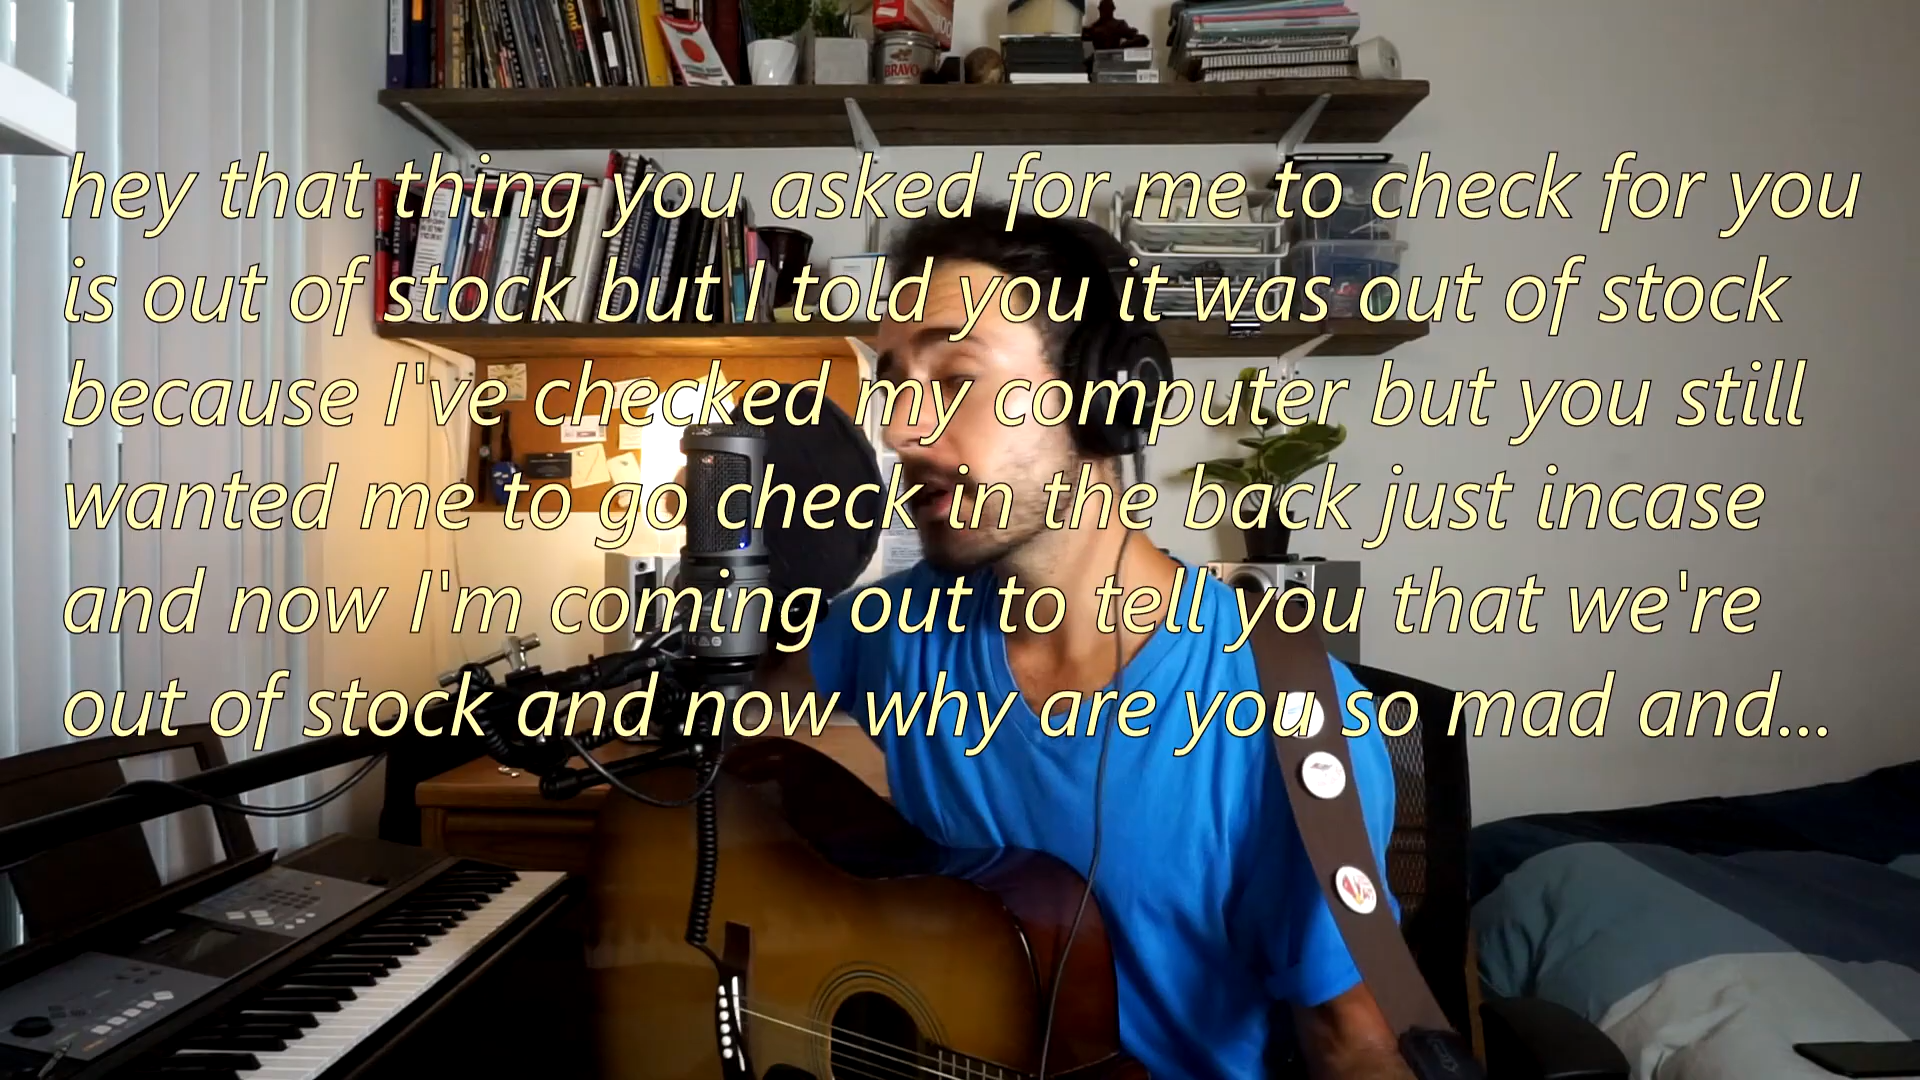 BRAVO
hey that thing you asked for me to check for you
is out of stock but I told you it was out of stock
because I've checked my computer but you still
wanted me to go check in the back just incase
and now I'm coming out to tell you that we're
out of stock and now why are you so mad and...